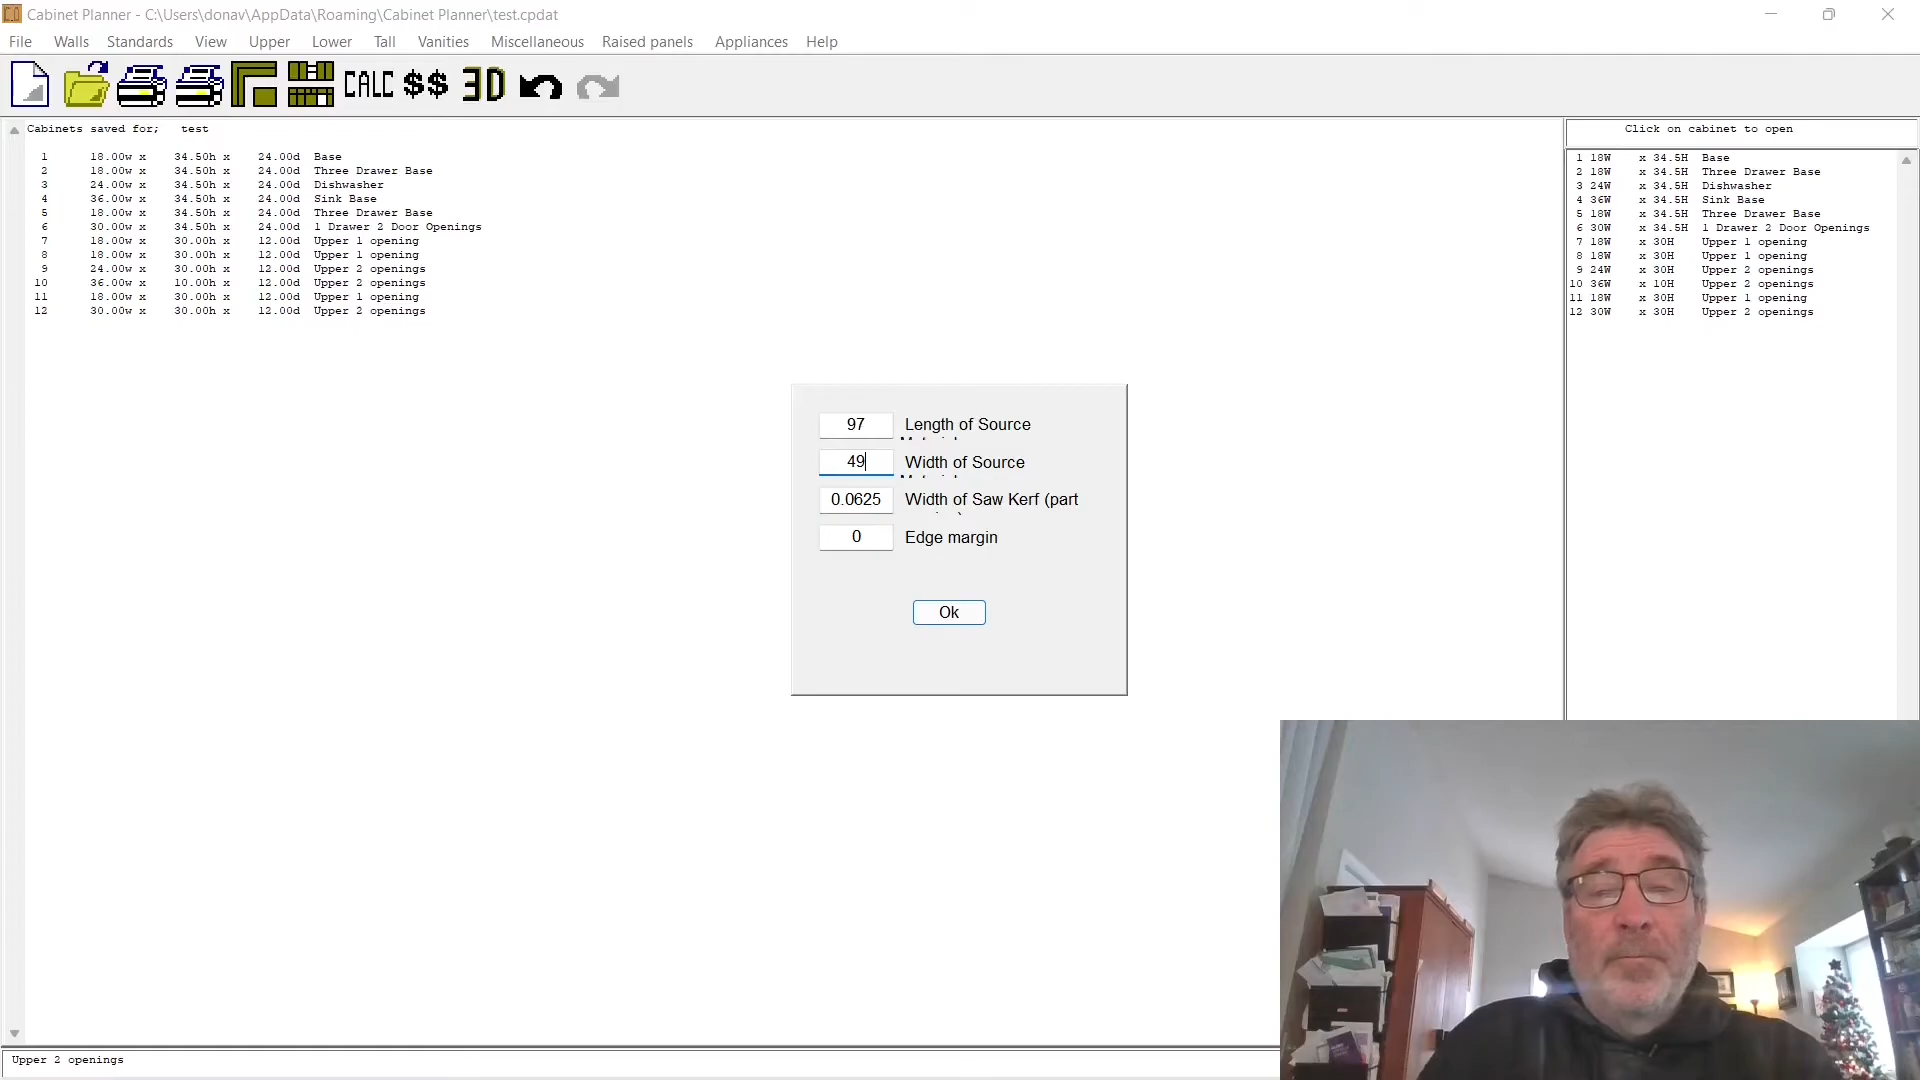 Cabinet Planner - C:\Users\donav\AppData\Roaming\Cabinet Planner\test.cpdat
File Walls Standards View Upper Lower Tall Vanities Miscellaneous Raised panels Appliances Help
CALC $$ 3D
Cabinets saved for; test
1 18.00w x 34.50h x 24.00d Base
2 18.00w x 34.50h x 24.00d Three Drawer Base
3 24.00w x 34.50h x 24.00d Dishwasher
4 36.00w x 34.50h x 24.00d Sink Base
5 18.00w x 34.50h x 24.00d Three Drawer Base
6 30.00w x 34.50h x 24.00d 1 Drawer 2 Door Openings
7 18.00w x 30.00h x 12.00d Upper 1 opening
8 18.00w x 30.00h x 12.00d Upper 1 opening
9 24.00w x 30.00h x 12.00d Upper 2 openings
10 36.00w x 10.00h x 12.00d Upper 2 openings
11 18.00w x 30.00h x 12.00d Upper 1 opening
12 30.00w x 30.00h x 12.00d Upper 2 openings
Click on cabinet to open
1 18W x 34.5H Base
2 18W x 34.5H Three Drawer Base
3 24W x 34.5H Dishwasher
4 36W x 34.5H Sink Base
5 18W x 34.5H Three Drawer Base
6 30W x 34.5H 1 Drawer 2 Door Openings
7 18W x 30H Upper 1 opening
8 18W x 30H Upper 1 opening
9 24W x 30H Upper 2 openings
10 36W x 10H Upper 2 openings
11 18W x 30H Upper 1 opening
12 30W x 30H Upper 2 openings
97 Length of Source
49 Width of Source
0.0625 Width of Saw Kerf (part
0 Edge margin
Ok
Upper 2 openings